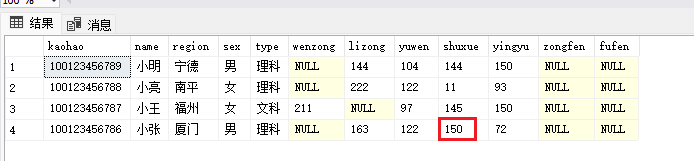 100 %
结果 消息
kaohao name region sex type wenzong lizong yuwen shuxue yingyu zongfen fufen
1 100123456789 小明 宁德 男 理科 NULL 144 104 144 150 NULL NULL
2 100123456788 小亮 南平 女 理科 NULL 222 122 11 93 NULL NULL
3 100123456787 小王 福州 女 文科 211 NULL 97 145 150 NULL NULL
4 100123456786 小张 厦门 男 理科 NULL 163 122 150 72 NULL NULL